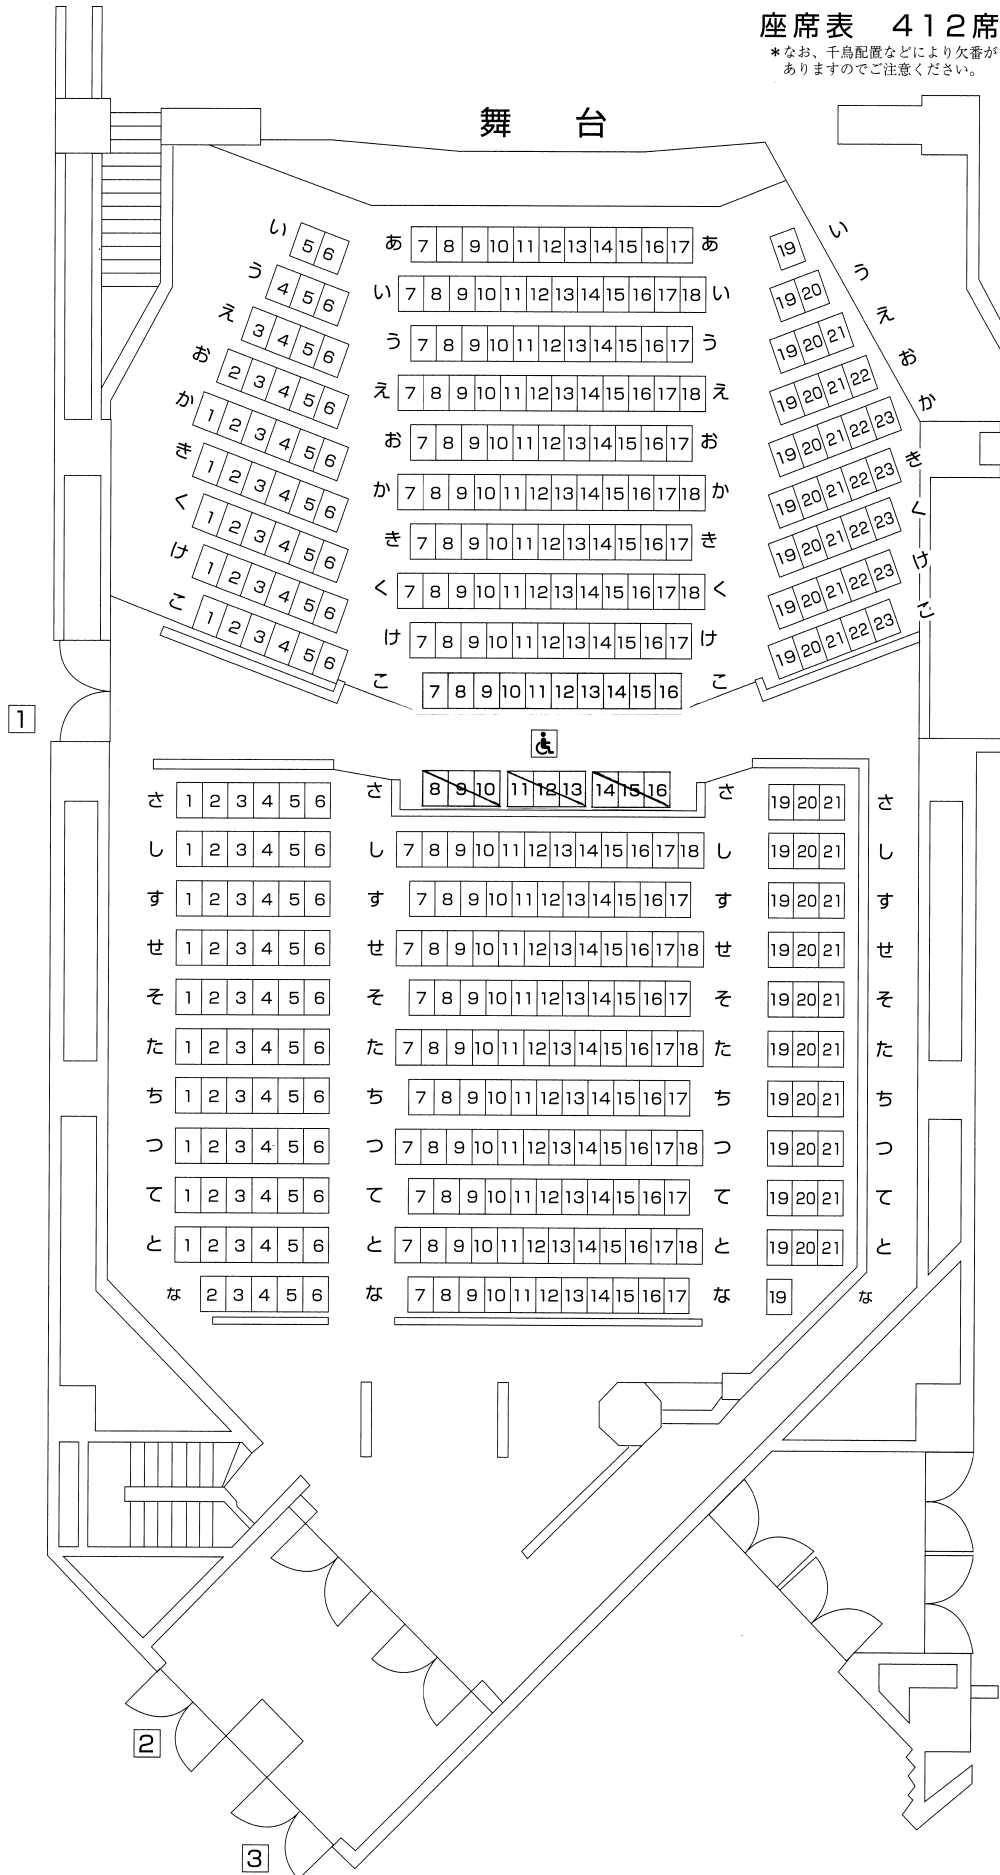 座席表　412席
＊なお、千鳥配置などにより欠番が
ありますのでご注意ください。
舞　台
あ 7 8 9 10 11 12 13 14 15 16 17 あ
い 5 6 い 7 8 9 10 11 12 13 14 15 16 17 18 い 19 い
う 4 5 6 う 7 8 9 10 11 12 13 14 15 16 17 う 19 20 う
え 3 4 5 6 え 7 8 9 10 11 12 13 14 15 16 17 18 え 19 20 21 え
お 2 3 4 5 6 お 7 8 9 10 11 12 13 14 15 16 17 お 19 20 21 22 お
か 1 2 3 4 5 6 か 7 8 9 10 11 12 13 14 15 16 17 18 か 19 20 21 22 23 か
き 1 2 3 4 5 6 き 7 8 9 10 11 12 13 14 15 16 17 き 19 20 21 22 23 き
く 1 2 3 4 5 6 く 7 8 9 10 11 12 13 14 15 16 17 18 く 19 20 21 22 23 く
け 1 2 3 4 5 6 け 7 8 9 10 11 12 13 14 15 16 17 け 19 20 21 22 23 け
こ 1 2 3 4 5 6 こ 7 8 9 10 11 12 13 14 15 16 こ 19 20 21 22 23 こ
1
さ 1 2 3 4 5 6 さ 8 9 10 11 12 13 14 15 16 さ 19 20 21 さ
し 1 2 3 4 5 6 し 7 8 9 10 11 12 13 14 15 16 17 18 し 19 20 21 し
す 1 2 3 4 5 6 す 7 8 9 10 11 12 13 14 15 16 17 す 19 20 21 す
せ 1 2 3 4 5 6 せ 7 8 9 10 11 12 13 14 15 16 17 18 せ 19 20 21 せ
そ 1 2 3 4 5 6 そ 7 8 9 10 11 12 13 14 15 16 17 そ 19 20 21 そ
た 1 2 3 4 5 6 た 7 8 9 10 11 12 13 14 15 16 17 18 た 19 20 21 た
ち 1 2 3 4 5 6 ち 7 8 9 10 11 12 13 14 15 16 17 ち 19 20 21 ち
つ 1 2 3 4 5 6 つ 7 8 9 10 11 12 13 14 15 16 17 18 つ 19 20 21 つ
て 1 2 3 4 5 6 て 7 8 9 10 11 12 13 14 15 16 17 て 19 20 21 て
と 1 2 3 4 5 6 と 7 8 9 10 11 12 13 14 15 16 17 18 と 19 20 21 と
な 2 3 4 5 6 な 7 8 9 10 11 12 13 14 15 16 17 な 19 な
2
3